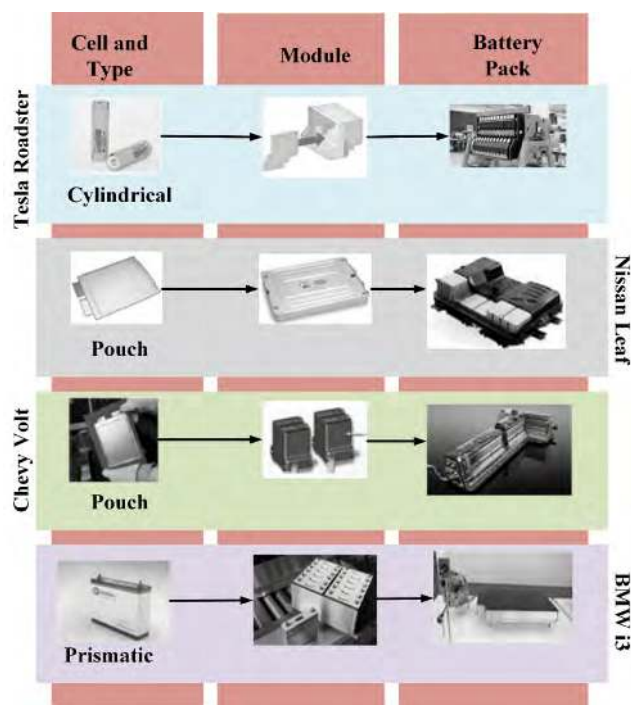 Cell and
Type
Module
Battery
Pack
Tesla Roadster
Cylindrical
Nissan Leaf
Pouch
Chevy Volt
Pouch
BMW i3
Prismatic